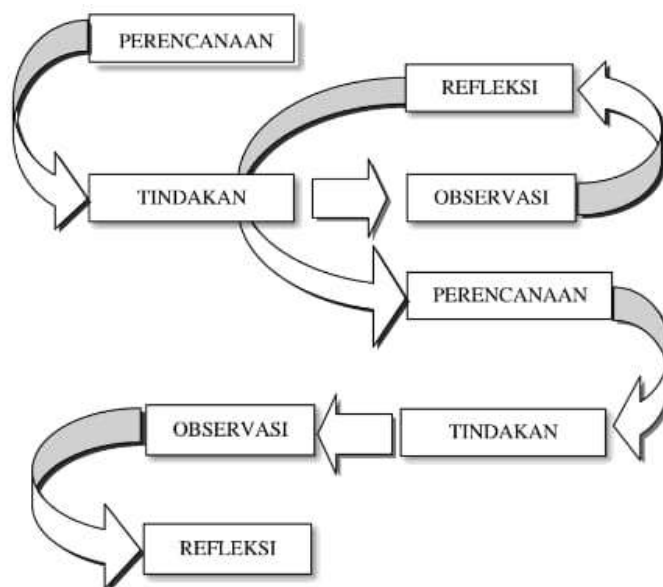 PERENCANAAN
TINDAKAN
OBSERVASI
REFLEKSI
PERENCANAAN
TINDAKAN
OBSERVASI
REFLEKSI